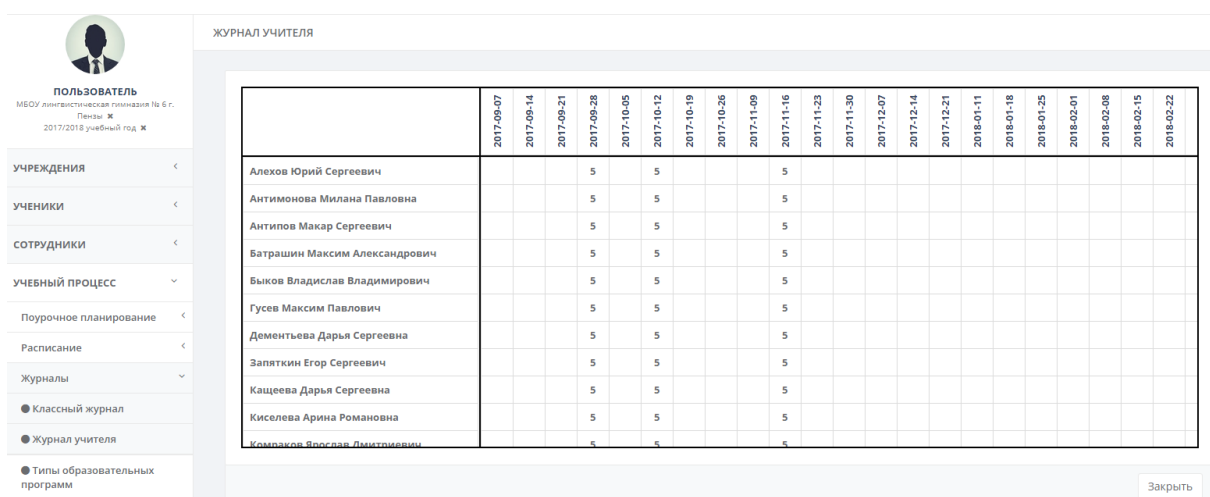 ЖУРНАЛ УЧИТЕЛЯ
ПОЛЬЗОВАТЕЛЬ
МБОУ лингвистическая гимназия № 6 г.
Пензы ✖
2017/2018 учебный год ✖
УЧРЕЖДЕНИЯ
УЧЕНИКИ
СОТРУДНИКИ
УЧЕБНЫЙ ПРОЦЕСС
Поурочное планирование
Расписание
Журналы
Классный журнал
Журнал учителя
Типы образовательных
программ
2017-09-07 2017-09-14 2017-09-21 2017-09-28 2017-10-05 2017-10-12 2017-10-19 2017-10-26 2017-11-09 2017-11-16 2017-11-23 2017-11-30 2017-12-07 2017-12-14 2017-12-21 2018-01-11 2018-01-18 2018-01-25 2018-02-01 2018-02-08 2018-02-15 2018-02-22
Алехов Юрий Сергеевич 5 5 5
Антимонова Милана Павловна 5 5 5
Антипов Макар Сергеевич 5 5 5
Батрашин Максим Александрович 5 5 5
Быков Владислав Владимирович 5 5 5
Гусев Максим Павлович 5 5 5
Дементьева Дарья Сергеевна 5 5 5
Запяткин Егор Сергеевич 5 5 5
Кащеева Дарья Сергеевна 5 5 5
Киселева Арина Романовна 5 5 5
Комраков Ярослав Дмитриевич 5 5 5
Закрыть